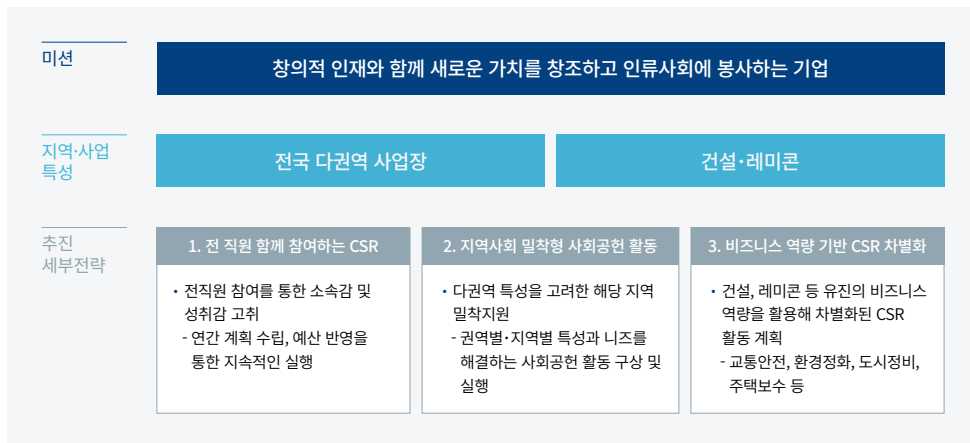 미션
창의적 인재와 함께 새로운 가치를 창조하고 인류사회에 봉사하는 기업
지역·사업
특성
전국 다권역 사업장
건설·레미콘
추진
세부전략
1. 전 직원 함께 참여하는 CSR
• 전직원 참여를 통한 소속감 및
성취감 고취
- 연간 계획 수립, 예산 반영을
통한 지속적인 실행
2. 지역사회 밀착형 사회공헌 활동
• 다권역 특성을 고려한 해당 지역
밀착지원
- 권역별·지역별 특성과 니즈를
해결하는 사회공헌 활동 구상 및
실행
3. 비즈니스 역량 기반 CSR 차별화
• 건설, 레미콘 등 유진의 비즈니스
역량을 활용해 차별화된 CSR
활동 계획
- 교통안전, 환경정화, 도시정비,
주택보수 등